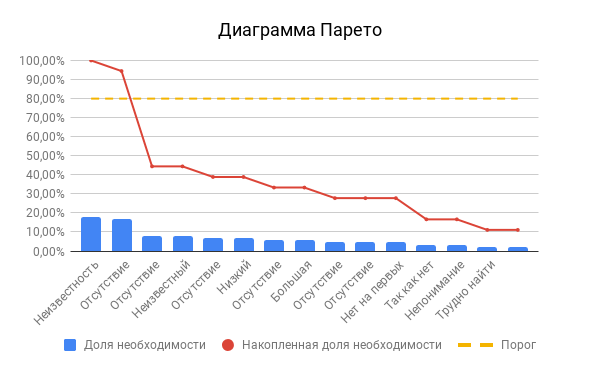 Диаграмма Парето
100,00%
90,00%
80,00%
70,00%
60,00%
50,00%
40,00%
30,00%
20,00%
10,00%
0,00%
Неизвестность
Отсутствие
Отсутствие
Неизвестный
Отсутствие
Низкий
Отсутствие
Большая
Отсутствие
Отсутствие
Нет на первых
Так как нет
Непонимание
Трудно найти
Доля необходимости
Накопленная доля необходимости
Порог